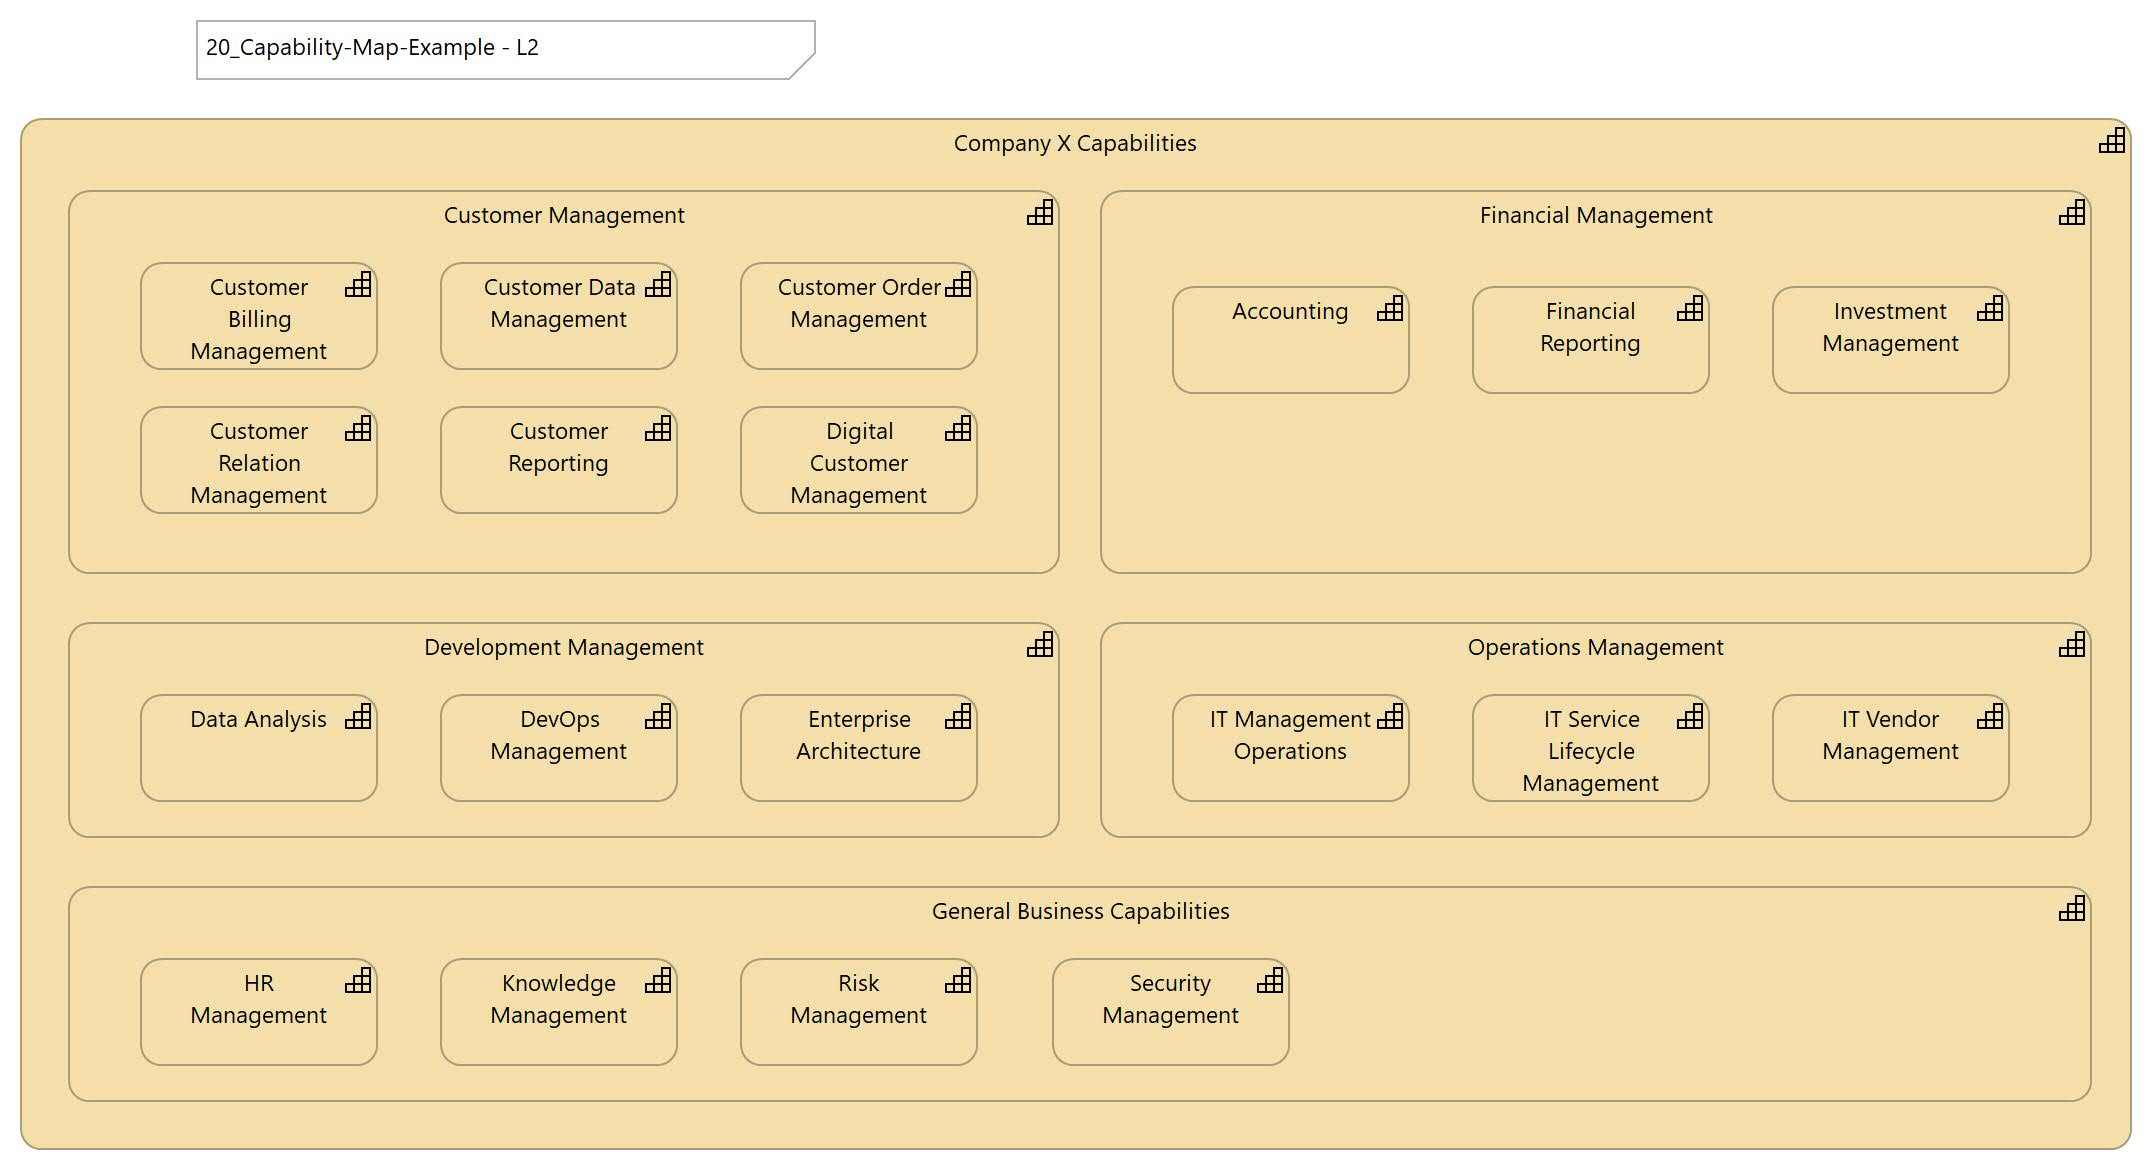 20_Capability-Map-Example - L2
Company X Capabilities
Customer Management
Customer
Billing
Management
Customer Data
Management
Customer Order
Management
Customer
Relation
Management
Customer
Reporting
Digital
Customer
Management
Financial Management
Accounting
Financial
Reporting
Investment
Management
Development Management
Data Analysis
DevOps
Management
Enterprise
Architecture
Operations Management
IT Management
Operations
IT Service
Lifecycle
Management
IT Vendor
Management
General Business Capabilities
HR
Management
Knowledge
Management
Risk
Management
Security
Management